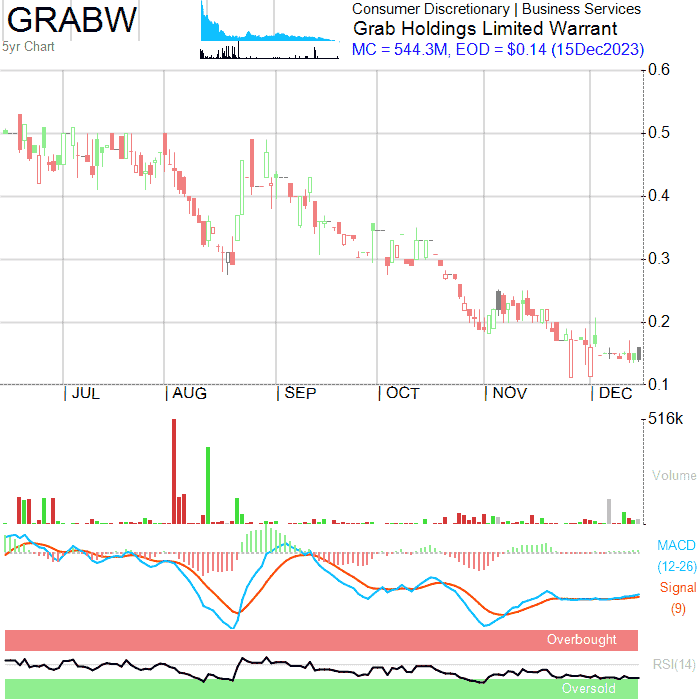 GRABW
5yr Chart
Consumer Discretionary | Business Services
Grab Holdings Limited Warrant
MC = 544.3M, EOD = $0.14 (15Dec2023)
0.6
0.5
0.4
0.3
0.2
0.1
JUL AUG SEP OCT NOV DEC
516k
Volume
MACD
(12-26)
Signal
(9)
Overbought
RSI(14)
Oversold